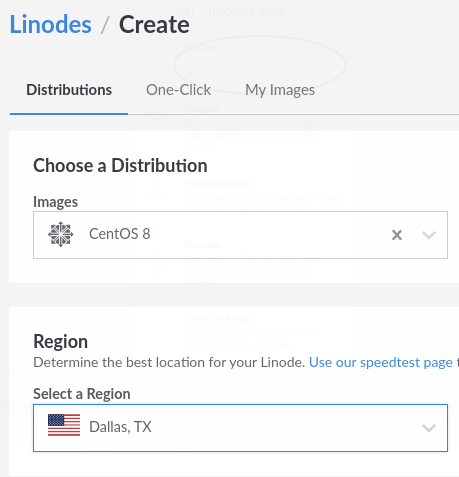 Linodes / Create
Distributions One-Click My Images
Choose a Distribution
Images
CentOS 8
Region
Determine the best location for your Linode. Use our speedtest page
Select a Region
Dallas, TX